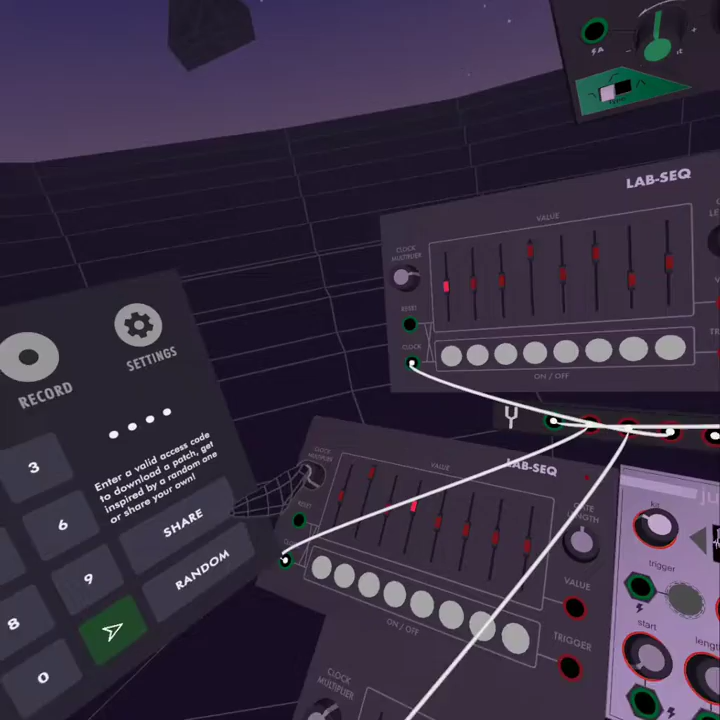 LAB-SEQ
VALUE
CLOCK
MULTIPLIER
RESET
CLOCK
ON / OFF
RECORD
SETTINGS
Enter a valid access code
to download a patch, get
inspired by a random one
or share your own!
SHARE
RANDOM
3
6
9
8
0
LAB-SEQ
VALUE
CLOCK
MULTIPLIER
GATE
LENGTH
VALUE
TRIGGER
ON / OFF
CLOCK
MULTIPLIER
trigger
start